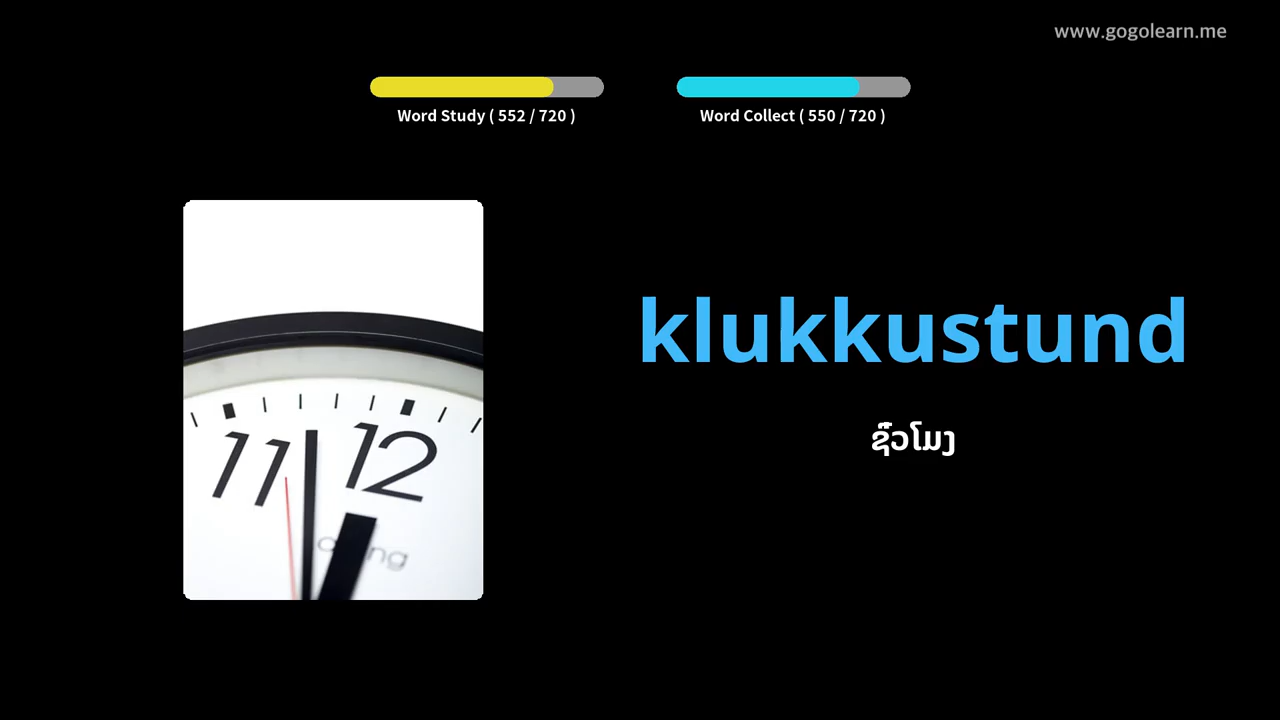 www.gogolearn.me
Word Study ( 552 / 720 )
Word Collect ( 550 / 720 )
klukkustund
ຊົ່ວໂມງ
11
12